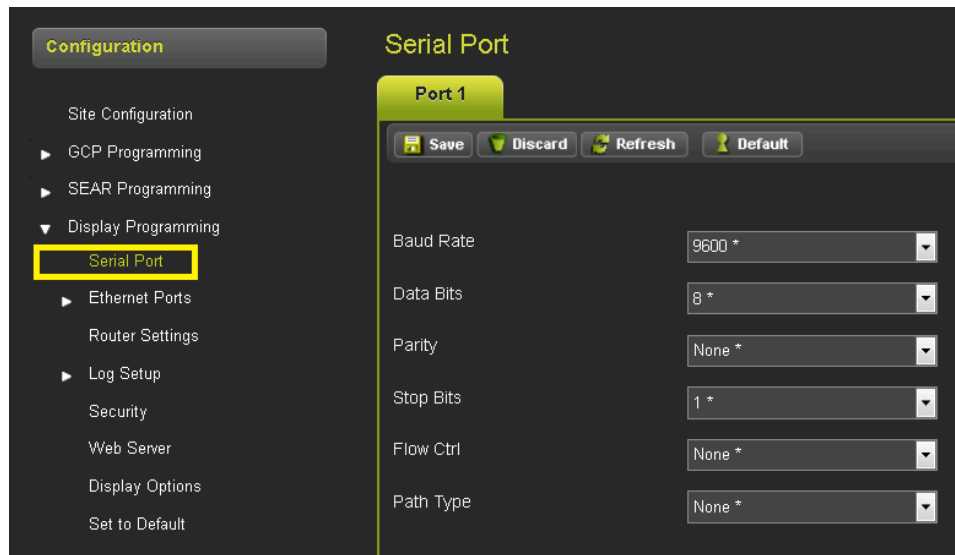 Configuration
Site Configuration
GCP Programming
SEAR Programming
Display Programming
Serial Port
Ethernet Ports
Router Settings
Log Setup
Security
Web Server
Display Options
Set to Default
Serial Port
Port 1
Save Discard Refresh Default
Baud Rate 9600 *
Data Bits 8 *
Parity None *
Stop Bits 1 *
Flow Ctrl None *
Path Type None *